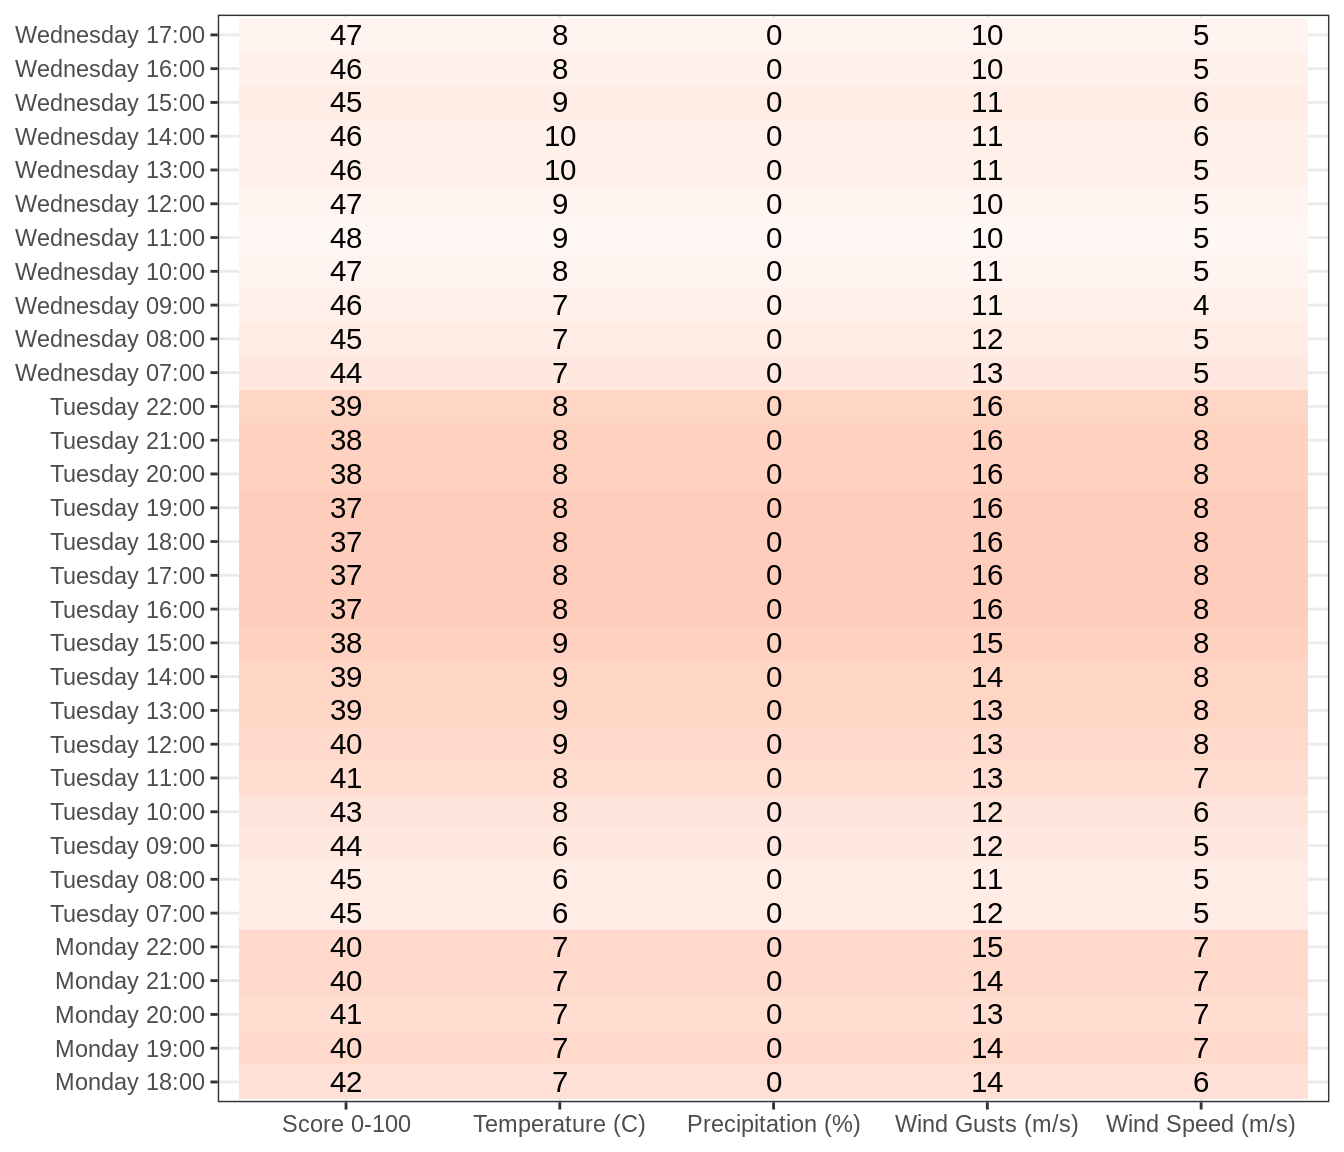 Wednesday 17:00 47 8 0 10 5
Wednesday 16:00 46 8 0 10 5
Wednesday 15:00 45 9 0 11 6
Wednesday 14:00 46 10 0 11 6
Wednesday 13:00 46 10 0 11 5
Wednesday 12:00 47 9 0 10 5
Wednesday 11:00 48 9 0 10 5
Wednesday 10:00 47 8 0 11 5
Wednesday 09:00 46 7 0 11 4
Wednesday 08:00 45 7 0 12 5
Wednesday 07:00 44 7 0 13 5
Tuesday 22:00 39 8 0 16 8
Tuesday 21:00 38 8 0 16 8
Tuesday 20:00 38 8 0 16 8
Tuesday 19:00 37 8 0 16 8
Tuesday 18:00 37 8 0 16 8
Tuesday 17:00 37 8 0 16 8
Tuesday 16:00 37 8 0 16 8
Tuesday 15:00 38 9 0 15 8
Tuesday 14:00 39 9 0 14 8
Tuesday 13:00 39 9 0 13 8
Tuesday 12:00 40 9 0 13 8
Tuesday 11:00 41 8 0 13 7
Tuesday 10:00 43 8 0 12 6
Tuesday 09:00 44 6 0 12 5
Tuesday 08:00 45 6 0 11 5
Tuesday 07:00 45 6 0 12 5
Monday 22:00 40 7 0 15 7
Monday 21:00 40 7 0 14 7
Monday 20:00 41 7 0 13 7
Monday 19:00 40 7 0 14 7
Monday 18:00 42 7 0 14 6
Score 0-100 Temperature (C) Precipitation (%) Wind Gusts (m/s) Wind Speed (m/s)